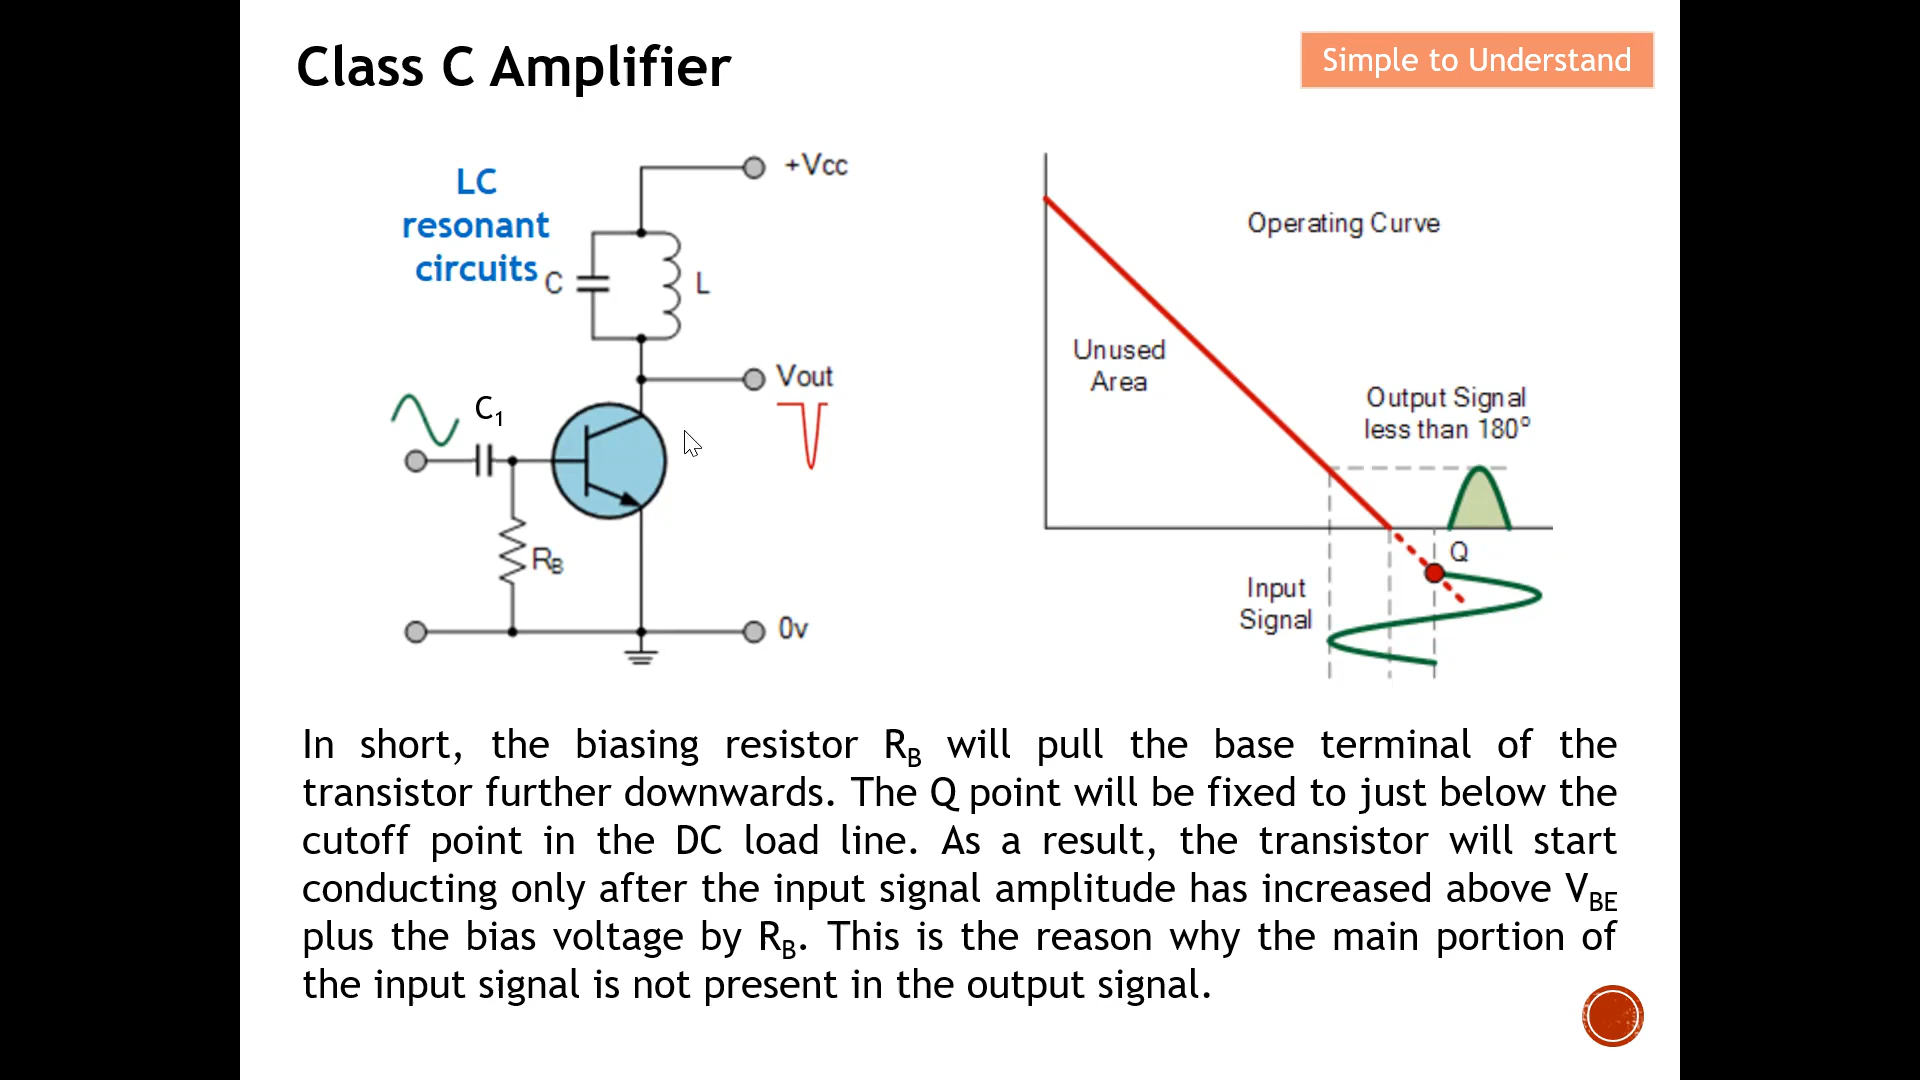 Class C Amplifier
Simple to Understand
LC
resonant
circuits
+Vcc
C
L
Vout
C₁
R_B
0v
Operating Curve
Unused
Area
Output Signal
less than 180°
Q
Input
Signal
In short, the biasing resistor R_B will pull the base terminal of the
transistor further downwards. The Q point will be fixed to just below the
cutoff point in the DC load line. As a result, the transistor will start
conducting only after the input signal amplitude has increased above V_BE
plus the bias voltage by R_B. This is the reason why the main portion of
the input signal is not present in the output signal.